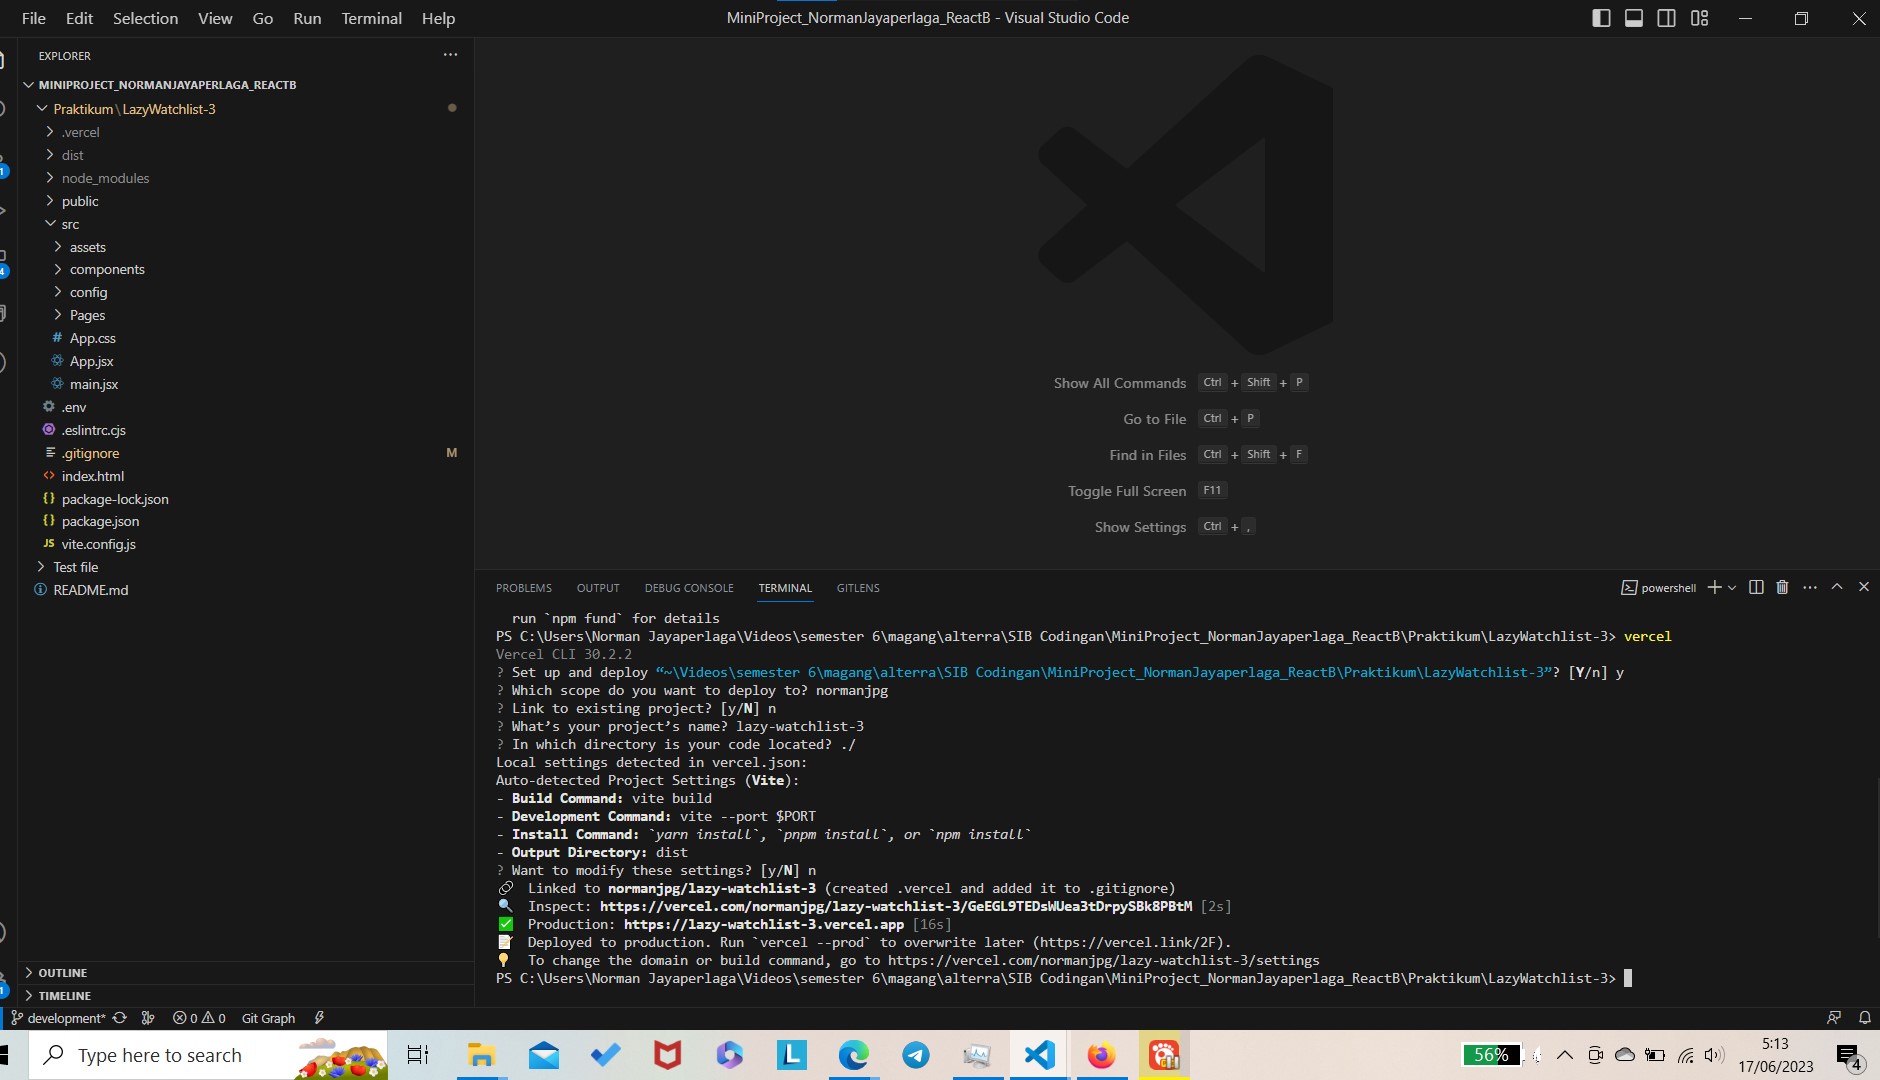 File Edit Selection View Go Run Terminal Help
MiniProject_NormanJayaperlaga_ReactB - Visual Studio Code
EXPLORER
MINIPROJECT_NORMANJAYAPERLAGA_REACTB
Praktikum\LazyWatchlist-3
.vercel
dist
node_modules
public
src
assets
components
config
Pages
# App.css
App.jsx
main.jsx
.env
.eslintrc.cjs
.gitignore M
<> index.html
{} package-lock.json
{} package.json
JS vite.config.js
Test file
README.md
OUTLINE
TIMELINE
Show All Commands Ctrl + Shift + P
Go to File Ctrl + P
Find in Files Ctrl + Shift + F
Toggle Full Screen F11
Show Settings Ctrl + ,
PROBLEMS OUTPUT DEBUG CONSOLE TERMINAL GITLENS
powershell
run `npm fund` for details
PS C:\Users\Norman Jayaperlaga\Videos\semester 6\magang\alterra\SIB Codingan\MiniProject_NormanJayaperlaga_ReactB\Praktikum\LazyWatchlist-3> vercel
Vercel CLI 30.2.2
? Set up and deploy “~\Videos\semester 6\magang\alterra\SIB Codingan\MiniProject_NormanJayaperlaga_ReactB\Praktikum\LazyWatchlist-3”? [Y/n] y
? Which scope do you want to deploy to? normanjpg
? Link to existing project? [y/N] n
? What’s your project’s name? lazy-watchlist-3
? In which directory is your code located? ./
Local settings detected in vercel.json:
Auto-detected Project Settings (Vite):
- Build Command: vite build
- Development Command: vite --port $PORT
- Install Command: `yarn install`, `pnpm install`, or `npm install`
- Output Directory: dist
? Want to modify these settings? [y/N] n
Linked to normanjpg/lazy-watchlist-3 (created .vercel and added it to .gitignore)
Inspect: https://vercel.com/normanjpg/lazy-watchlist-3/GeEGL9TEDsWUea3tDrpySBk8PBtM [2s]
Production: https://lazy-watchlist-3.vercel.app [16s]
Deployed to production. Run `vercel --prod` to overwrite later (https://vercel.link/2F).
To change the domain or build command, go to https://vercel.com/normanjpg/lazy-watchlist-3/settings
PS C:\Users\Norman Jayaperlaga\Videos\semester 6\magang\alterra\SIB Codingan\MiniProject_NormanJayaperlaga_ReactB\Praktikum\LazyWatchlist-3>
development* 0 0 Git Graph
Type here to search
L
56%
5:13
17/06/2023
4